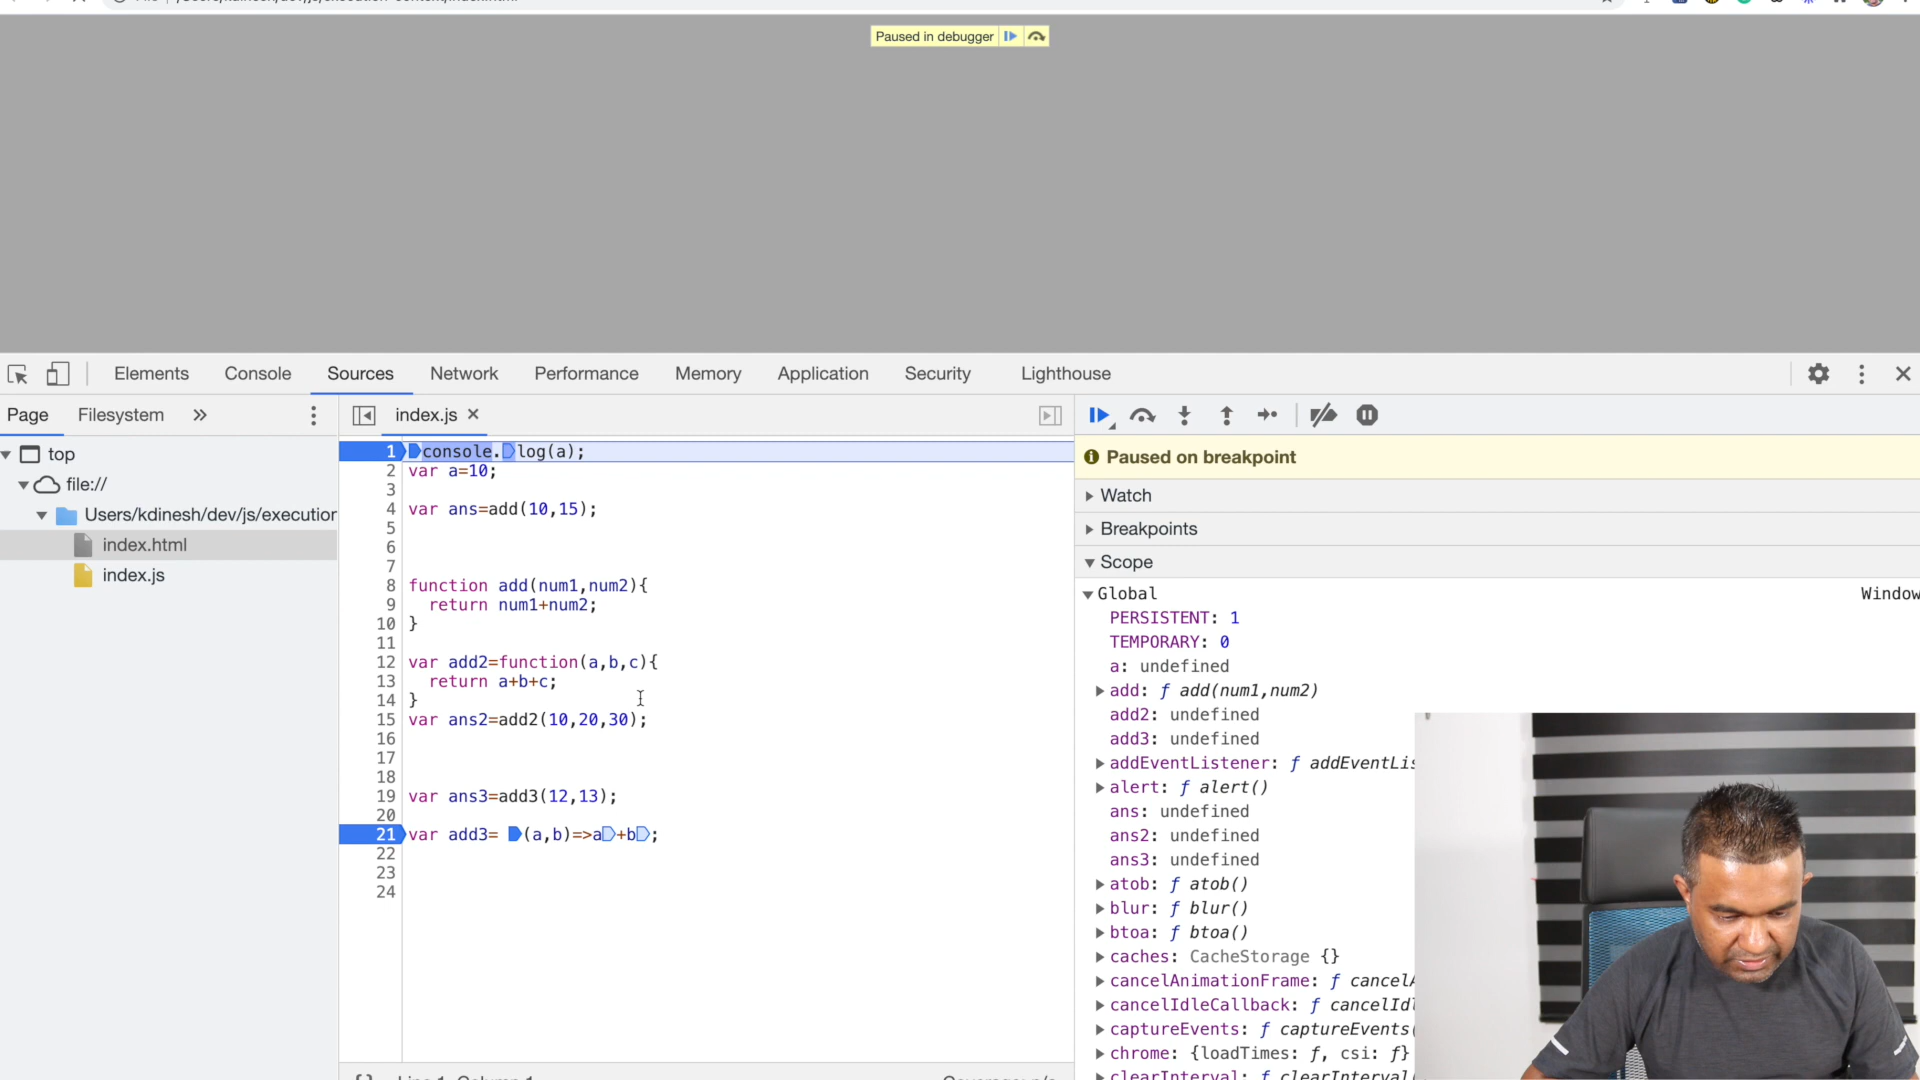 Paused in debugger
Elements Console Sources Network Performance Memory Application Security Lighthouse
Page Filesystem »
index.js ×
top
file://
Users/kdinesh/dev/js/execution
index.html
index.js
1 console.log(a);
2 var a=10;
3
4 var ans=add(10,15);
5
6
7
8 function add(num1,num2){
9 return num1+num2;
10 }
11
12 var add2=function(a,b,c){
13 return a+b+c;
14 }
15 var ans2=add2(10,20,30);
16
17
18
19 var ans3=add3(12,13);
20
21 var add3= (a,b)=>a+b;
22
23
24
Paused on breakpoint
Watch
Breakpoints
Scope
Global Window
PERSISTENT: 1
TEMPORARY: 0
a: undefined
add: ƒ add(num1,num2)
add2: undefined
add3: undefined
addEventListener: ƒ addEventLis
alert: ƒ alert()
ans: undefined
ans2: undefined
ans3: undefined
atob: ƒ atob()
blur: ƒ blur()
btoa: ƒ btoa()
caches: CacheStorage {}
cancelAnimationFrame: ƒ cancelA
cancelIdleCallback: ƒ cancelIdl
captureEvents: ƒ captureEvents(
chrome: {loadTimes: ƒ, csi: ƒ}